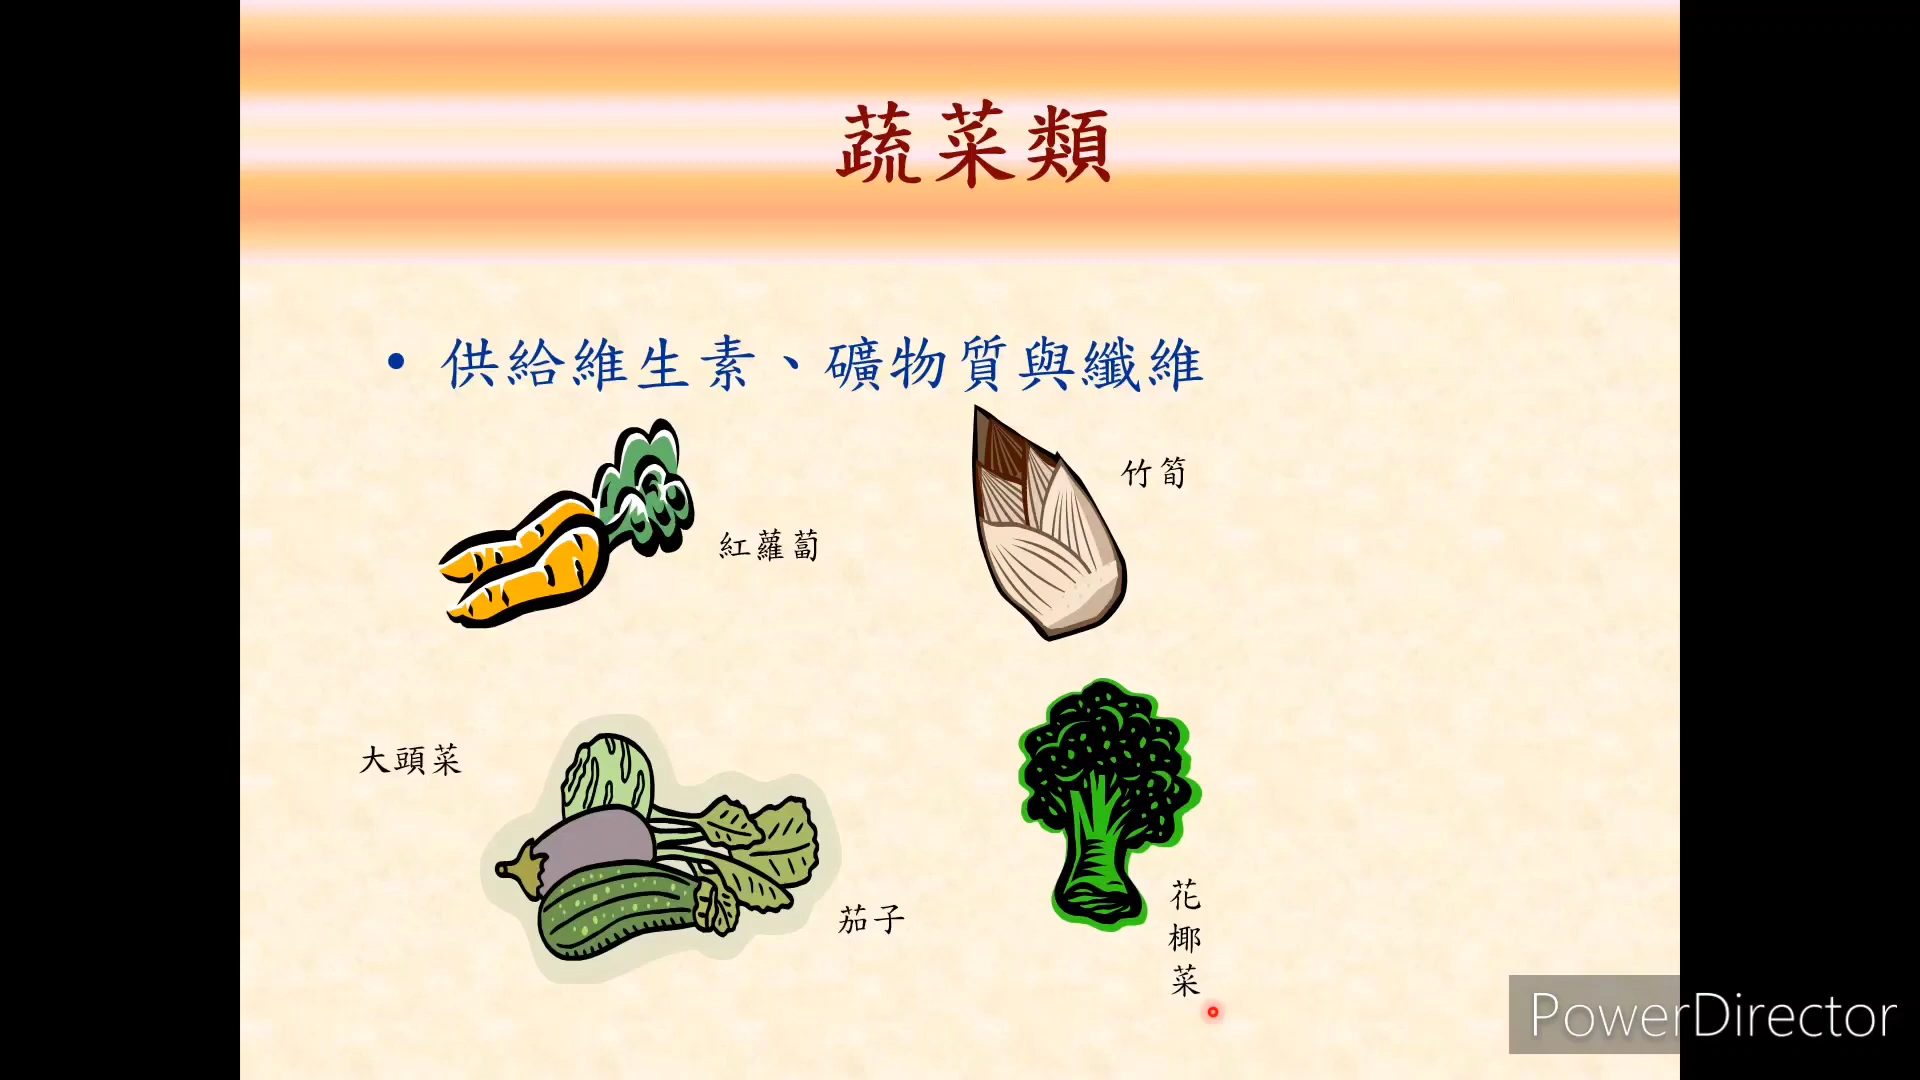 蔬菜類
• 供給維生素、礦物質與纖維
竹筍
紅蘿蔔
大頭菜
茄子
花椰菜
PowerDirector